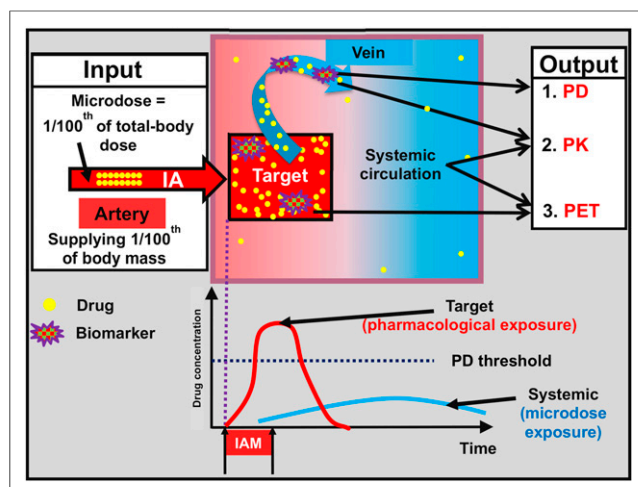 Input
Microdose =
1/100th of total-body
dose
IA
Artery
Supplying 1/100th
of body mass
Drug
Biomarker
Vein
Target
Systemic
circulation
Output
1. PD
2. PK
3. PET
Drug concentration
Target
(pharmacological exposure)
PD threshold
Systemic
(microdose
exposure)
IAM
Time